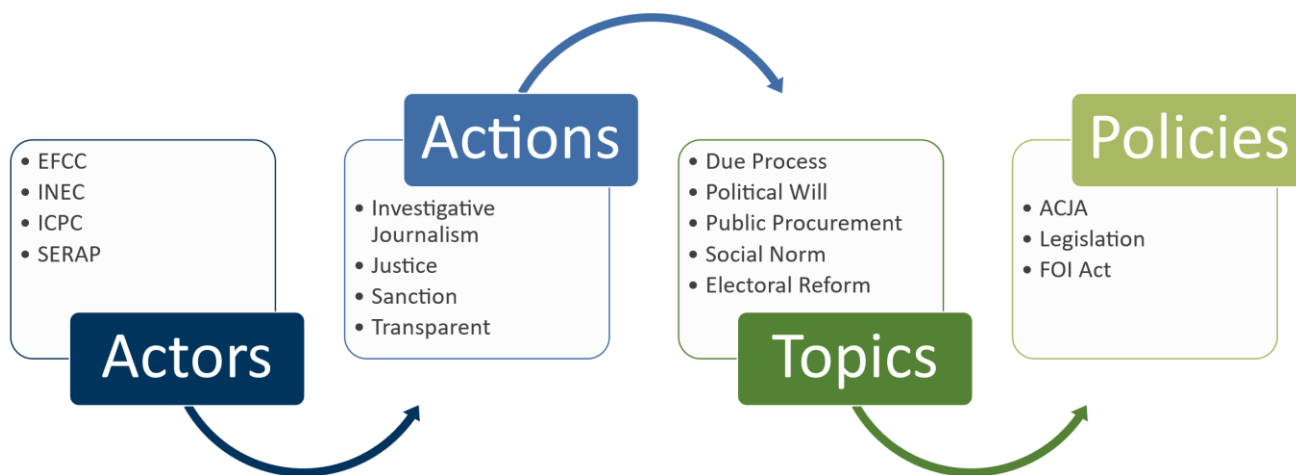 • EFCC
• INEC
• ICPC
• SERAP
Actors
Actions
• Investigative
Journalism
• Justice
• Sanction
• Transparent
• Due Process
• Political Will
• Public Procurement
• Social Norm
• Electoral Reform
Topics
Policies
• ACJA
• Legislation
• FOI Act